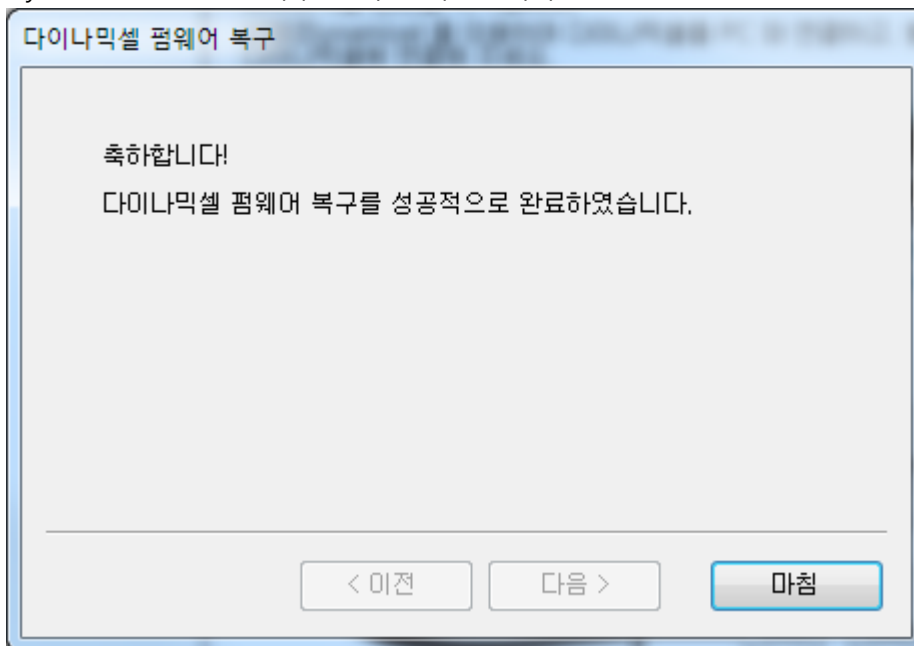 다이나믹셀 펌웨어 복구
축하합니다!
다이나믹셀 펌웨어 복구를 성공적으로 완료하였습니다.
< 이전
다음 >
마침